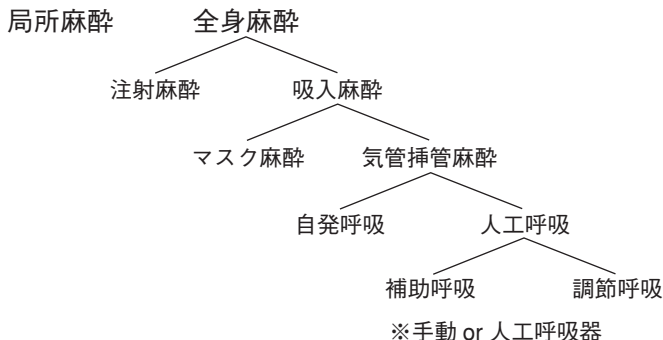 局所麻酔 全身麻酔
注射麻酔 吸入麻酔
マスク麻酔 気管挿管麻酔
自発呼吸 人工呼吸
補助呼吸 調節呼吸
※手動 or 人工呼吸器